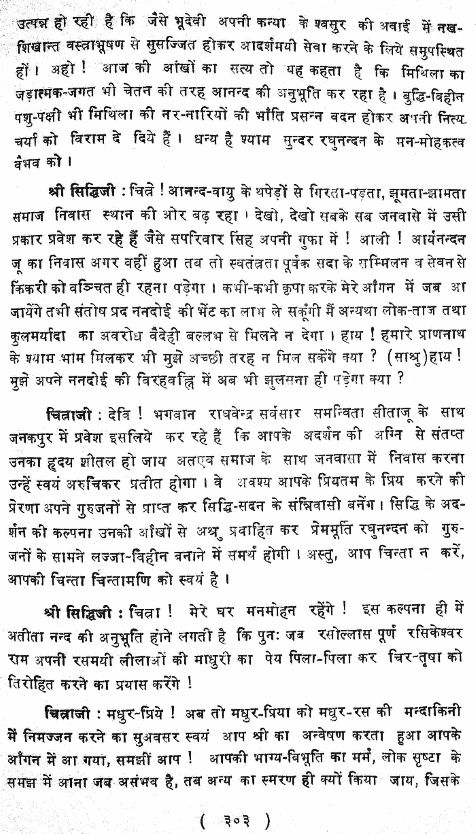 उत्पन्न हो रही है कि जैसे भूदेवी अपनी कन्या के श्वसुर की अवाई में नख-
शिखान्त वस्त्राभूषण से सुसज्जित होकर आदर्शमयी सेवा करने के लिये समुपस्थित
हों । अहो ! आज की आंखों का सत्य तो यह कहता है कि मिथिला का
जड़ात्मक-जगत भी चेतन की तरह आनन्द की अनुभूति कर रहा है । बुद्धि-विहीन
पशु-पक्षी भी मिथिला की नर-नारियों की भाँति प्रसन्न बदन होकर अपनी नित्य
चर्या को विराम दे दिये हैं । धन्य है श्याम सुन्दर रघुनन्दन के मन-मोहकत्व
वैभव को ।
श्री सिद्धिजी : चित्रे ! आनन्द-वायु के थपेड़ों से गिरता-पड़ता, झूमता-झामता
समाज निवास स्थान की ओर बढ़ रहा । देखो, देखो सबके सब जनवासे में उसी
प्रकार प्रवेश कर रहे हैं जैसे सपरिवार सिंह अपनी गुफा में ! आली ! आर्यनन्दन
जू का निवास अगर वहीं हुआ तब तो स्वतंत्रता पूर्वक सदा के सम्मिलन व सेवन से
किंकरी को वञ्चित ही रहना पड़ेगा । कभी-कभी कृपा करके मेरे आँगन में जब आ
जायेंगे तभी संतोष प्रद ननदोई की भेंट का लाभ ले सकूंगी मैं अन्यथा लोक-लाज तथा
कुलमर्यादा का अवरोध वैदेही बल्लभ से मिलने न देगा । हाय ! हमारे प्राणनाथ
के श्याम भाम मिलकर भी मुझे अच्छी तरह न मिल सकेंगे क्या ? (साश्रु) हाय !
मुझे अपने ननदोई की विरहवह्नि में अब भी झुलसना ही पड़ेगा क्या ?
चित्राजी : देवि ! भगवान राघवेन्द्र सर्वसार समन्विता सीताजू के साथ
जनकपुर में प्रवेश इसलिये कर रहे हैं कि आपके अदर्शन की अग्नि से संतप्त
उनका हृदय शीतल हो जाय अतएव समाज के साथ जनवासा में निवास करना
उन्हें स्वयं अरुचिकर प्रतीत होगा । वे अवश्य आपके प्रियतम के प्रिय करने की
प्रेरणा अपने गुरुजनों से प्राप्त कर सिद्धि-सदन के संन्निवासी बनेंग । सिद्धि के अद-
र्शन की कल्पना उनकी आँखों से अश्रु प्रवाहित कर प्रेममूर्ति रघुनन्दन को गुरु-
जनों के सामने लज्जा-विहीन बनाने में समर्थ होगी । अस्तु, आप चिन्ता न करें,
आपकी चिन्ता चिन्तामणि को स्वयं है ।
श्री सिद्धिजी : चित्रा ! मेरे घर मनमोहन रहेंगे ! इस कल्पना ही में
अतीता नन्द की अनुभूति होने लगती है कि पुनः जब रसोल्लास पूर्ण रसिकेश्वर
राम अपनी रसमयी लीलाओं की माधुरी का पेय पिला-पिला कर चिर-तृषा को
तिरोहित करने का प्रयास करेंगे !
चित्राजी : मधुर-प्रिये ! अब तो मधुर-प्रिया को मधुर-रस की मन्दाकिनी
में निमज्जन करने का सुअवसर स्वयं आप श्री का अन्वेषण करता हुआ आपके
आँगन में आ गया, समझीं आप ! आपकी भाग्य-विभूति का मर्म, लोक सृष्टा के
समझ में आना जब असंभव है, तब अन्य का स्मरण ही क्यों किया जाय, जिसके
( ३०३ )